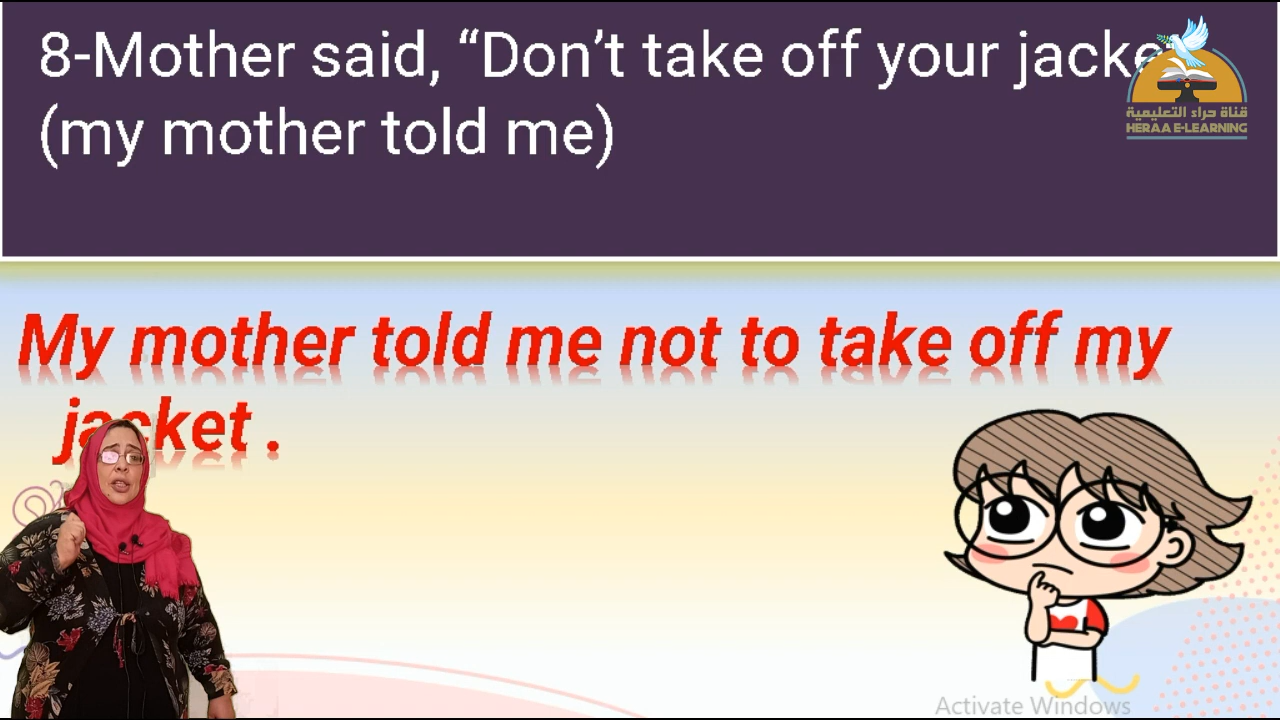 8-Mother said, “Don’t take off your
(my mother told me)
قناة حراء التعليمية
HERAA E-LEARNING
My mother told me not to take off my
jacket .
Activate Windows